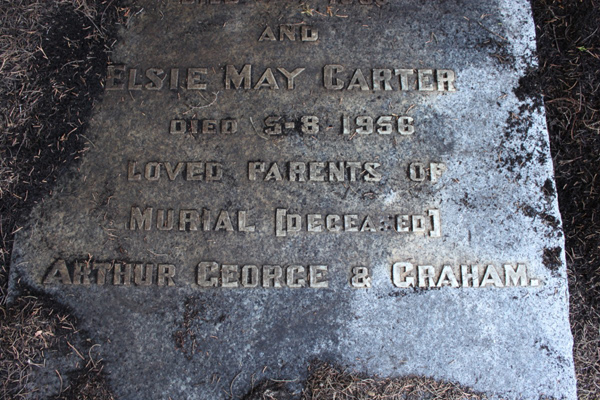 AND
ELSIE MAY CARTER
DIED 5-8-1956
LOVED PARENTS OF
MURIAL [DECEASED]
ARTHUR GEORGE & GRAHAM.